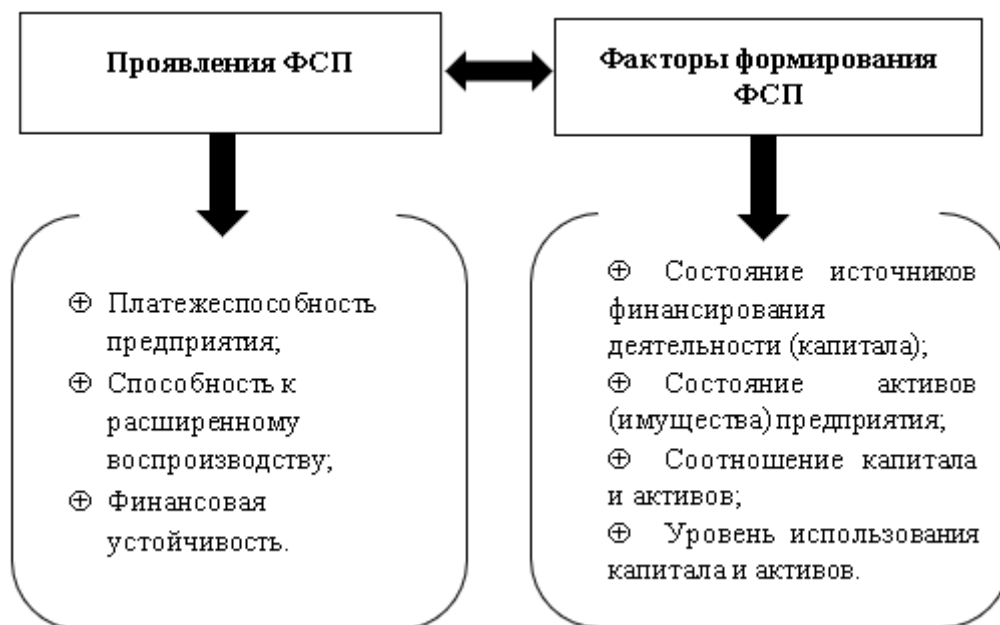 Проявления ФСП
Факторы формирования
ФСП
⊕ Платежеспособность
предприятия;
⊕ Способность к
расширенному
воспроизводству;
⊕ Финансовая
устойчивость.
⊕ Состояние источников
финансирования
деятельности (капитала);
⊕ Состояние активов
(имущества) предприятия;
⊕ Соотношение капитала
и активов;
⊕ Уровень использования
капитала и активов.